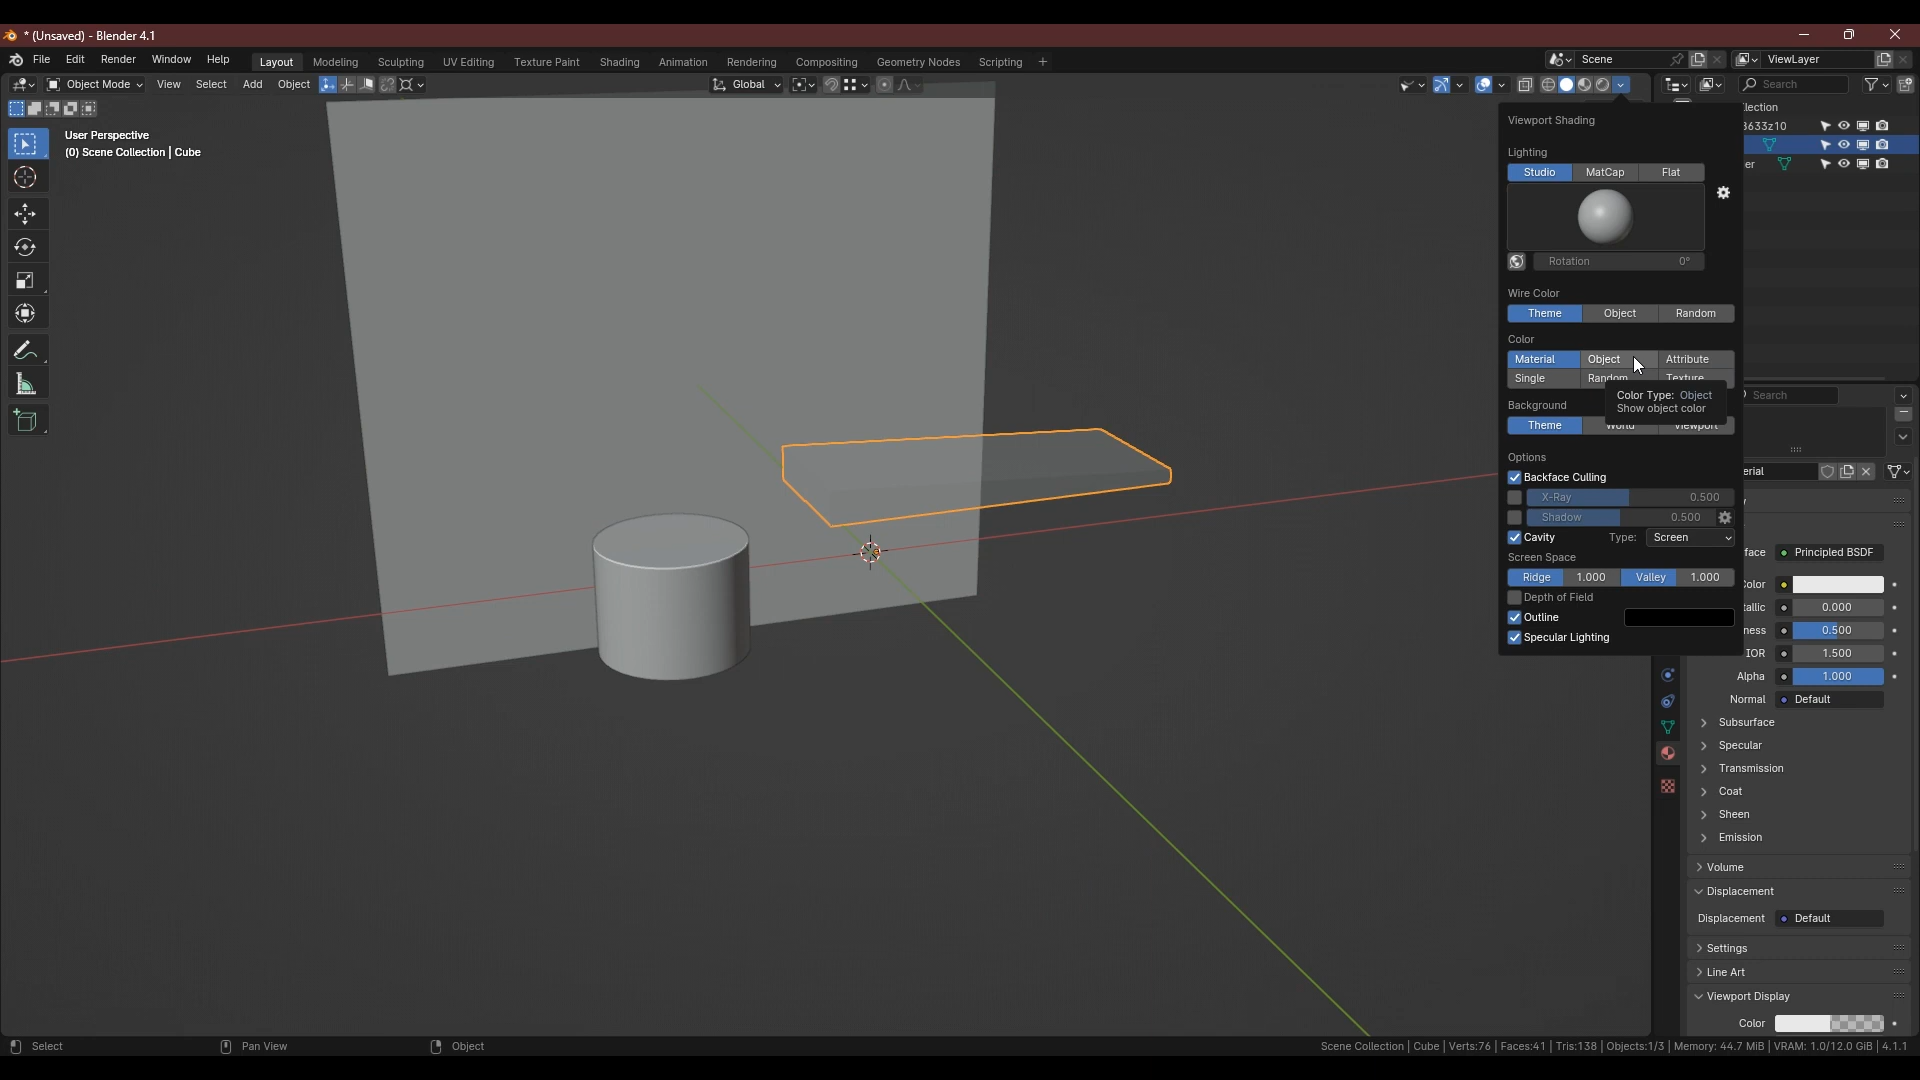 * (Unsaved) - Blender 4.1
File Edit Render Window Help Layout Modeling Sculpting UV Editing Texture Paint Shading Animation Rendering Compositing Geometry Nodes Scripting + Scene ViewLayer
Object Mode View Select Add Object Global Search
User Perspective
(0) Scene Collection | Cube
Viewport Shading
Lighting
Studio MatCap Flat
Rotation 0°
Wire Color
Theme Object Random
Color
Material Object Attribute
Single Random Texture
Color Type: Object
Show object color
Background
Theme World Viewport
Options
Backface Culling
X-Ray 0.500
Shadow 0.500
Cavity Type: Screen
Screen Space
Ridge 1.000 Valley 1.000
Depth of Field
Outline
Specular Lighting
llection
3633z10
er
Search
erial
face Principled BSDF
Color
tallic 0.000
ness 0.500
IOR 1.500
Alpha 1.000
Normal Default
Subsurface
Specular
Transmission
Coat
Sheen
Emission
Volume
Displacement
Displacement Default
Settings
Line Art
Viewport Display
Color
Select Pan View Object Scene Collection | Cube | Verts:76 | Faces:41 | Tris:138 | Objects:1/3 | Memory: 44.7 MiB | VRAM: 1.0/12.0 GiB | 4.1.1